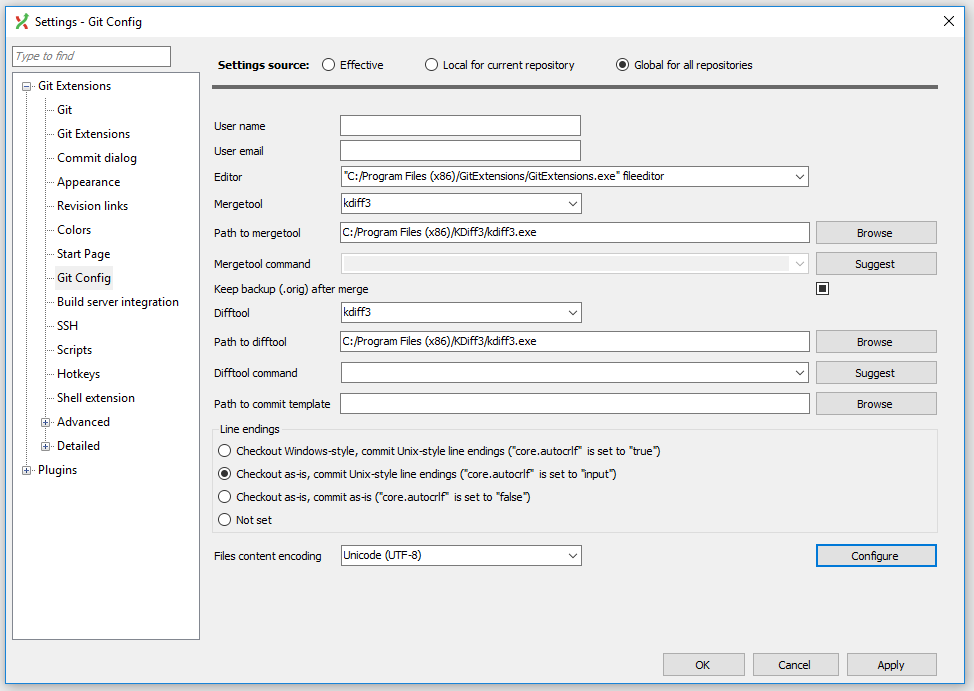 Settings - Git Config
Type to find
Git Extensions
Git
Git Extensions
Commit dialog
Appearance
Revision links
Colors
Start Page
Git Config
Build server integration
SSH
Scripts
Hotkeys
Shell extension
Advanced
Detailed
Plugins
Settings source: Effective Local for current repository Global for all repositories
User name
User email
Editor "C:/Program Files (x86)/GitExtensions/GitExtensions.exe" fileeditor
Mergetool kdiff3
Path to mergetool C:/Program Files (x86)/KDiff3/kdiff3.exe Browse
Mergetool command Suggest
Keep backup (.orig) after merge
Difftool kdiff3
Path to difftool C:/Program Files (x86)/KDiff3/kdiff3.exe Browse
Difftool command Suggest
Path to commit template Browse
Line endings
Checkout Windows-style, commit Unix-style line endings ("core.autocrlf" is set to "true")
Checkout as-is, commit Unix-style line endings ("core.autocrlf" is set to "input")
Checkout as-is, commit as-is ("core.autocrlf" is set to "false")
Not set
Files content encoding Unicode (UTF-8) Configure
OK Cancel Apply